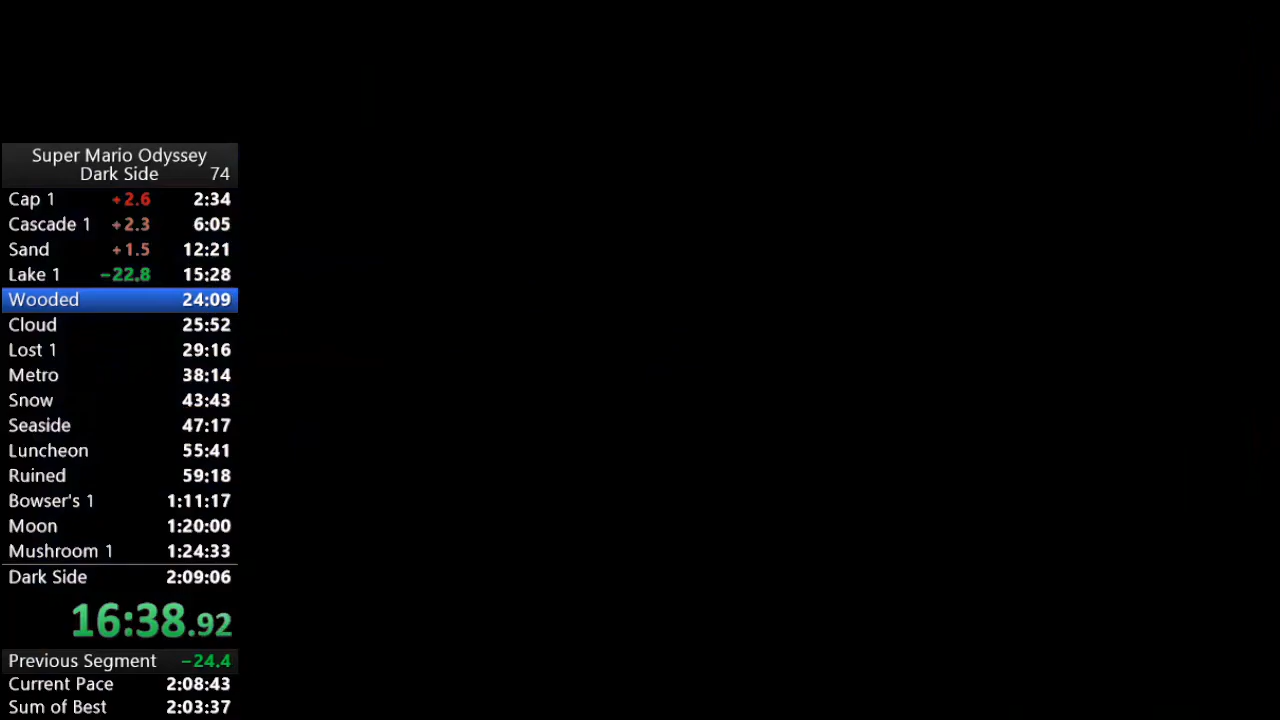 Super Mario Odyssey
Dark Side 74
Cap 1 +2.6 2:34
Cascade 1 +2.3 6:05
Sand +1.5 12:21
Lake 1 −22.8 15:28
Wooded 24:09
Cloud 25:52
Lost 1 29:16
Metro 38:14
Snow 43:43
Seaside 47:17
Luncheon 55:41
Ruined 59:18
Bowser's 1 1:11:17
Moon 1:20:00
Mushroom 1 1:24:33
Dark Side 2:09:06
16:38.92
Previous Segment −24.4
Current Pace 2:08:43
Sum of Best 2:03:37